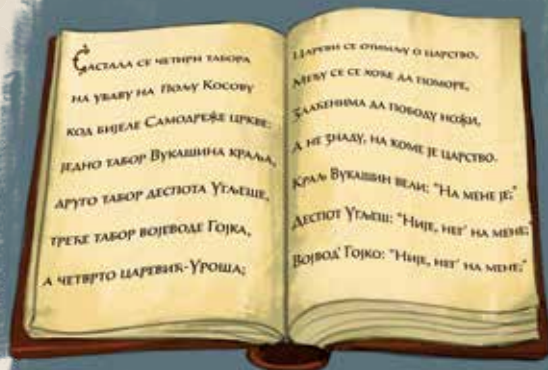 Састала се четири табора
на убаву на пољу Косову
код бијеле Самодреже цркве:
једно табор Вукашина краља,
друго табор деспота Угљеше,
треће табор војеводе Гојка,
а четврто царевић-Уроша;
Цареви се отимљу о царство,
Међу се се хоће да поморе,
Злаћенима да пободу ножи,
А не знаду, на коме је царство.
Краљ Вукашин вели: "На мене је;"
Деспот Угљеш: "Није, нег' на мене;"
Војвод' Гојко: "Није, нег' на мене;"